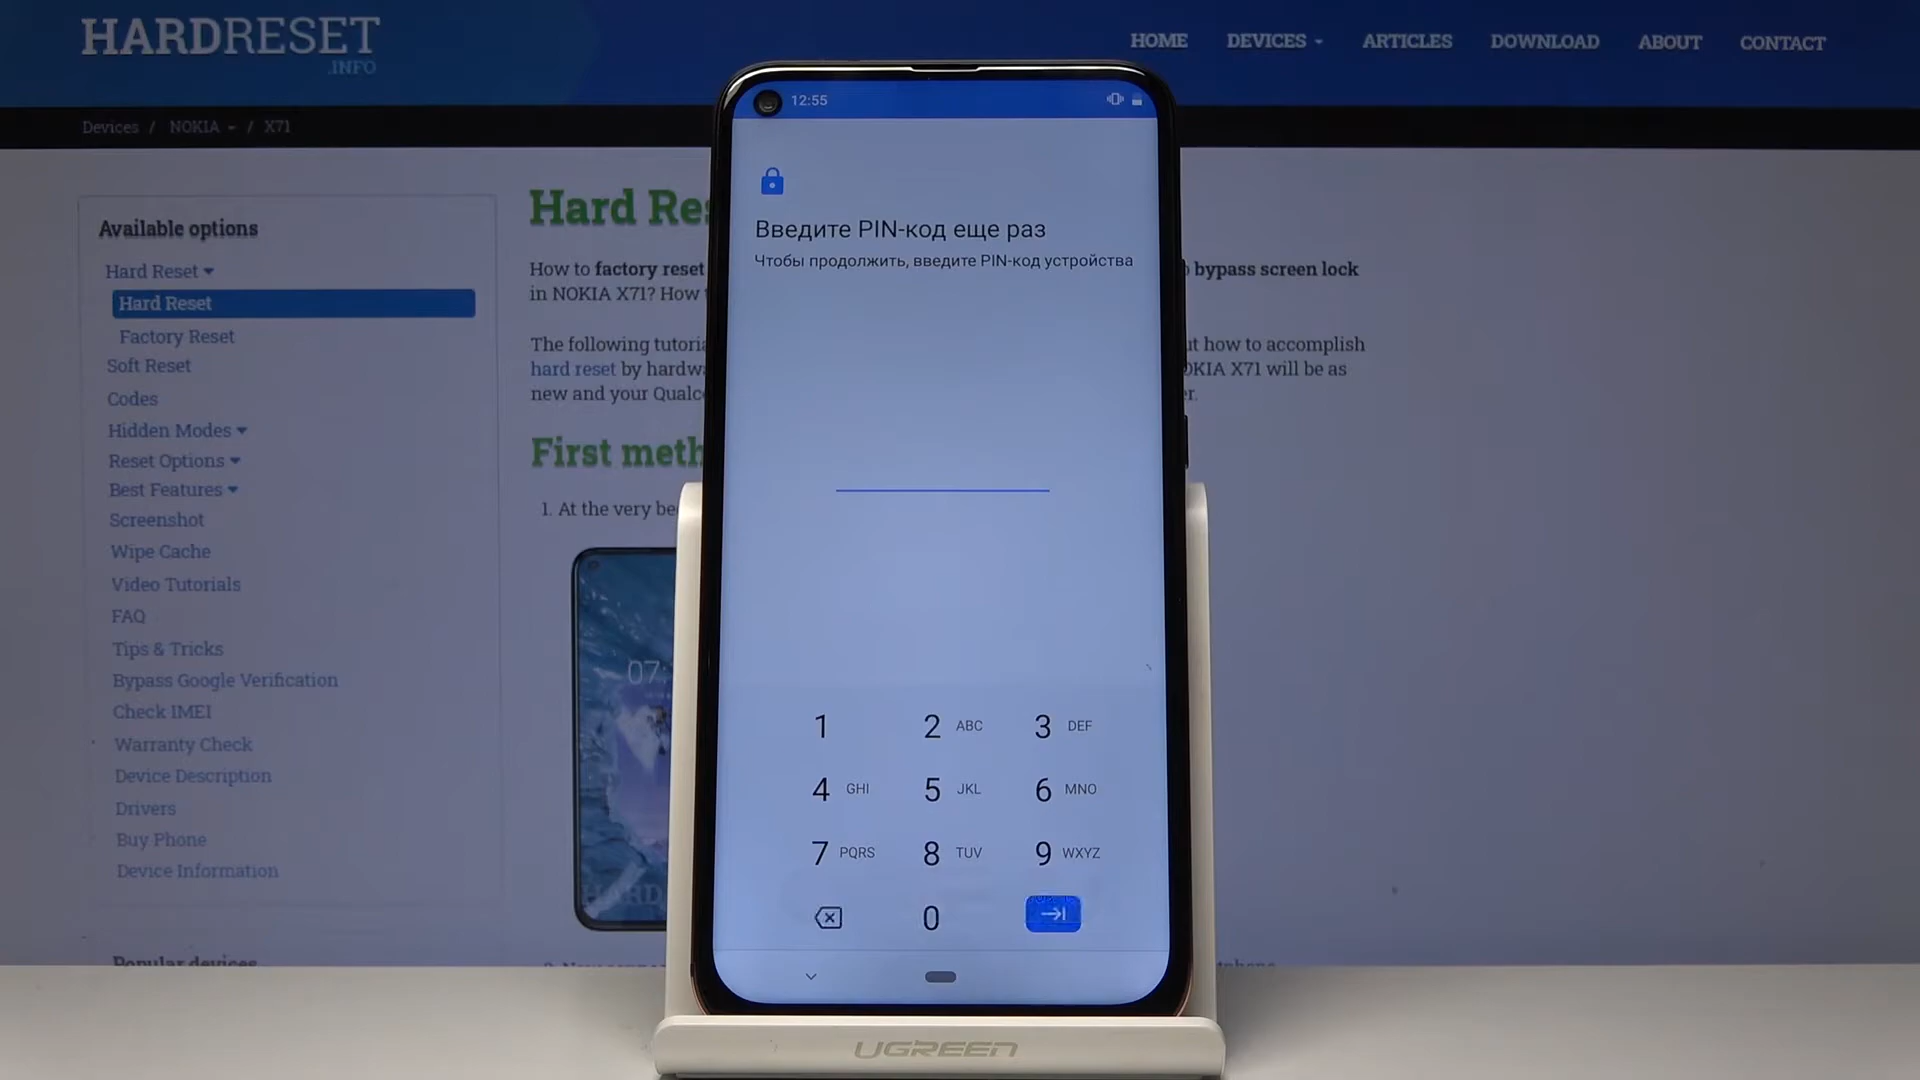 HARDRESET
.INFO
HOME DEVICES ARTICLES DOWNLOAD ABOUT CONTACT
Devices / NOKIA / X71
Available options
Hard Reset
Hard Reset
Factory Reset
Soft Reset
Codes
Hidden Modes
Reset Options
Best Features
Screenshot
Wipe Cache
Video Tutorials
FAQ
Tips & Tricks
Bypass Google Verification
Check IMEI
Warranty Check
Device Description
Drivers
Buy Phone
Device Information
Popular devices
Hard Res
How to factory reset bypass screen lock
in NOKIA X71? How
The following tutoria ut how to accomplish
hard reset by hardwa OKIA X71 will be as
new and your Qualc er.
First meth
1. At the very be
07:
HARD
12:55
Введите PIN-код еще раз
Чтобы продолжить, введите PIN-код устройства
1 2 ABC 3 DEF
4 GHI 5 JKL 6 MNO
7 PQRS 8 TUV 9 WXYZ
0
UGREEN